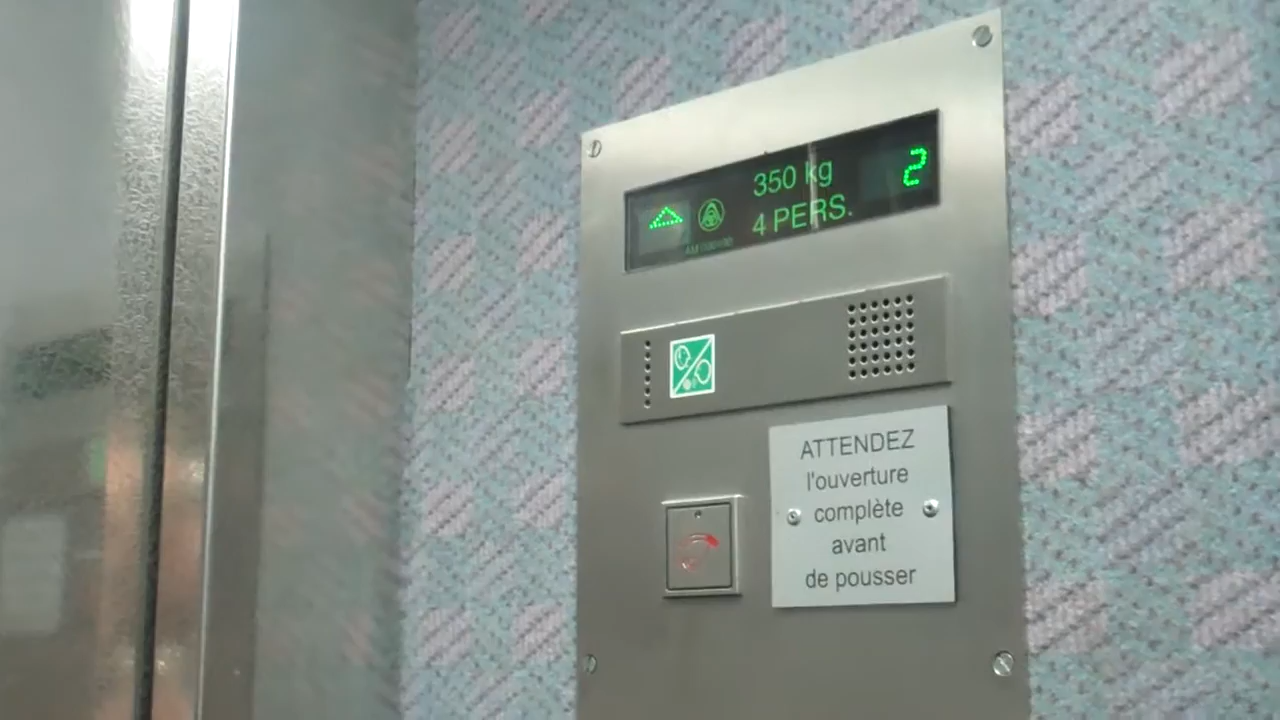 350 kg
2
4 PERS.
ATTENDEZ
l'ouverture
complète
avant
de pousser